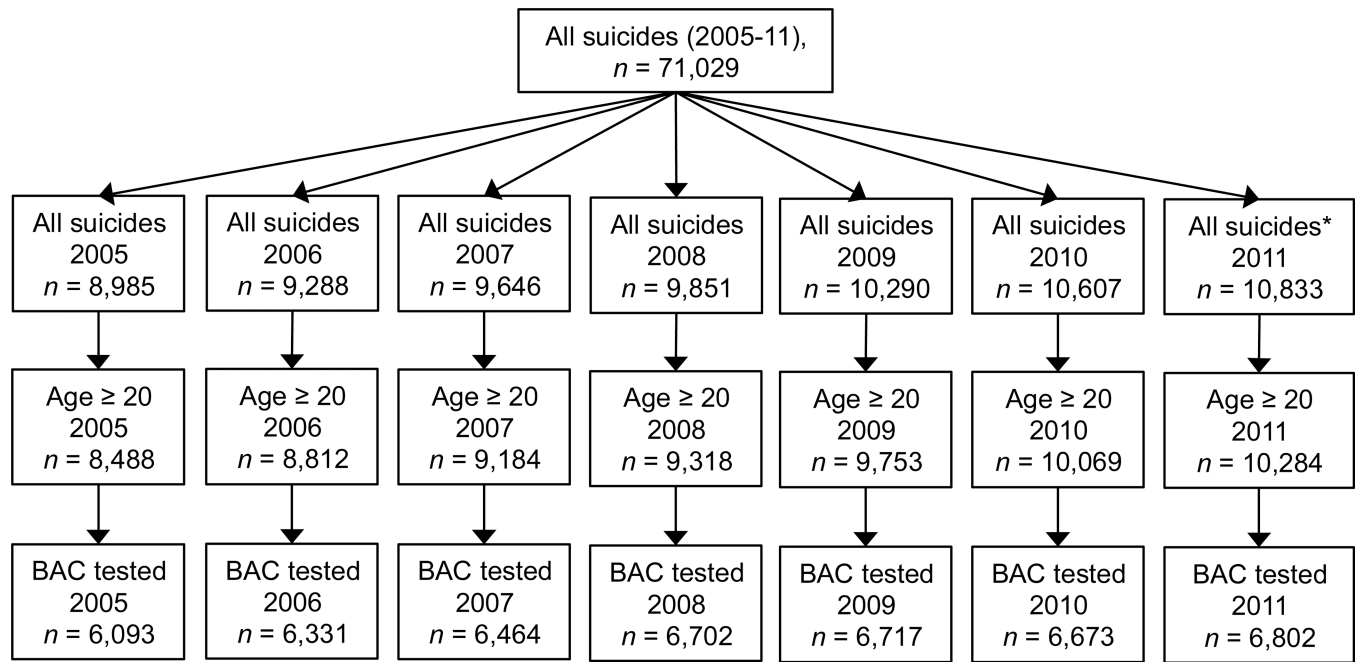 All suicides (2005-11),
n = 71,029
All suicides
2005
n = 8,985
All suicides
2006
n = 9,288
All suicides
2007
n = 9,646
All suicides
2008
n = 9,851
All suicides
2009
n = 10,290
All suicides
2010
n = 10,607
All suicides*
2011
n = 10,833
Age ≥ 20
2005
n = 8,488
Age ≥ 20
2006
n = 8,812
Age ≥ 20
2007
n = 9,184
Age ≥ 20
2008
n = 9,318
Age ≥ 20
2009
n = 9,753
Age ≥ 20
2010
n = 10,069
Age ≥ 20
2011
n = 10,284
BAC tested
2005
n = 6,093
BAC tested
2006
n = 6,331
BAC tested
2007
n = 6,464
BAC tested
2008
n = 6,702
BAC tested
2009
n = 6,717
BAC tested
2010
n = 6,673
BAC tested
2011
n = 6,802